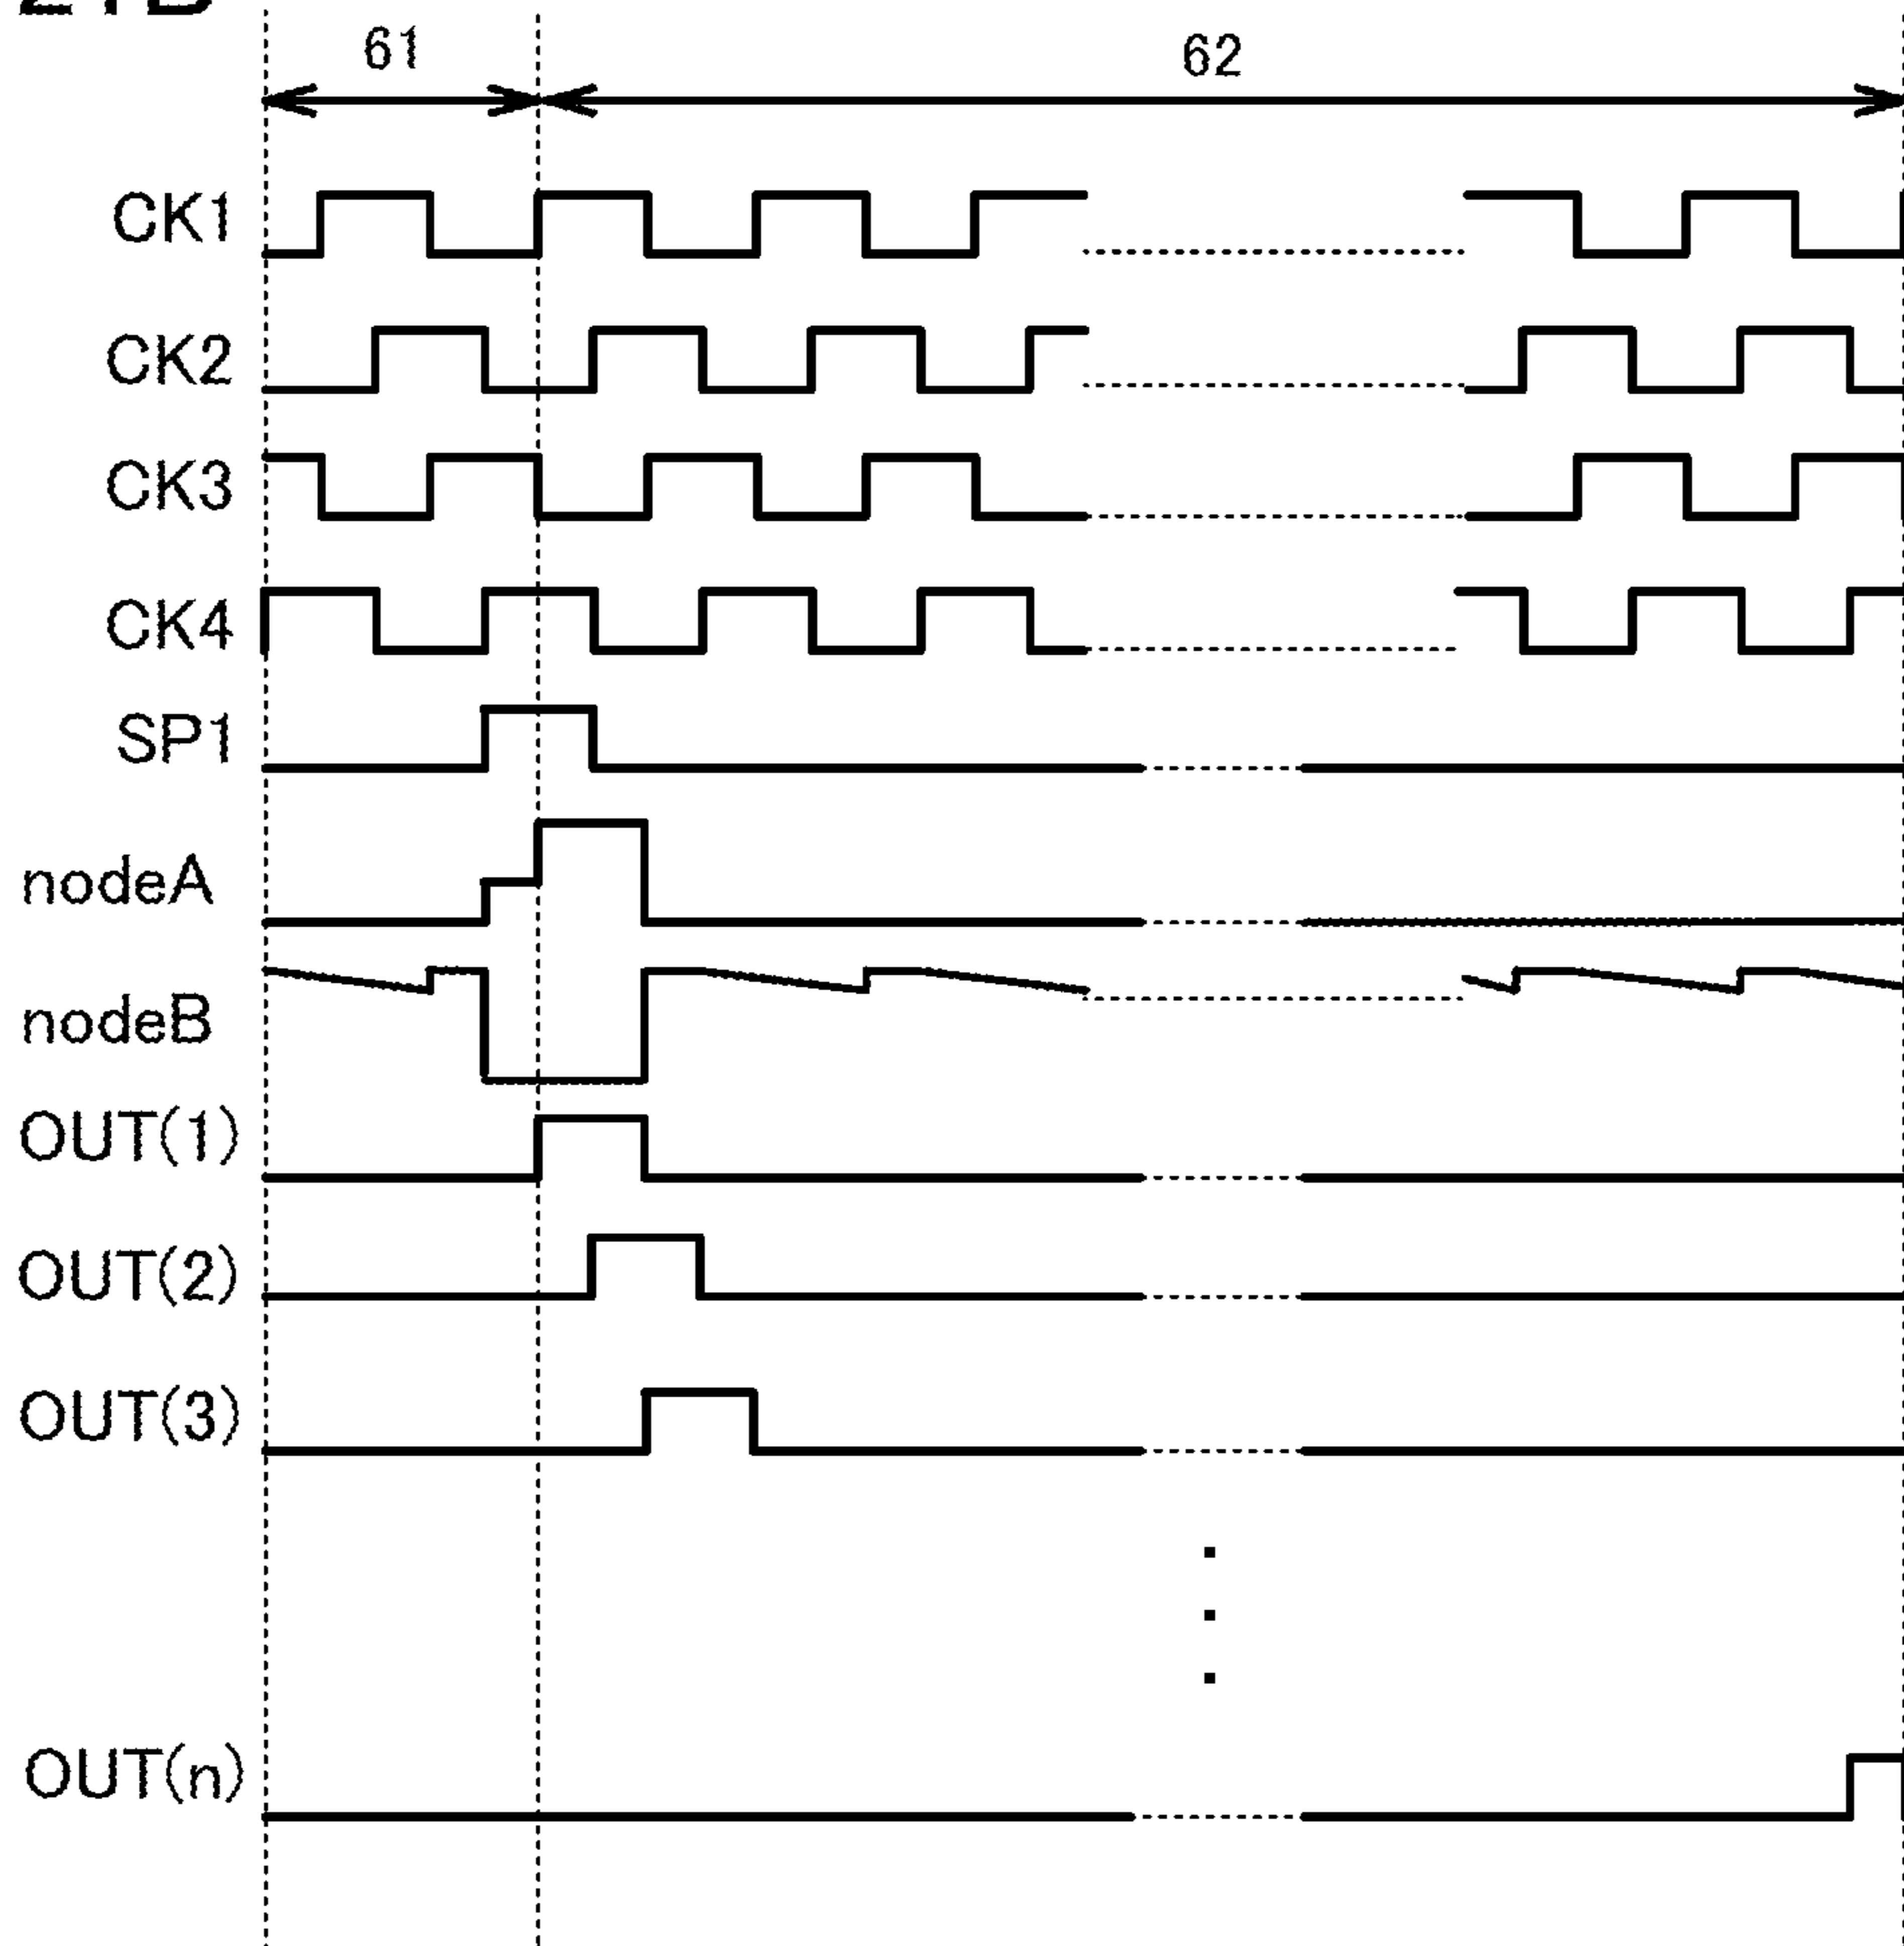 61
62
CK1
CK2
CK3
CK4
SP1
nodeA
nodeB
OUT(1)
OUT(2)
OUT(3)
OUT(n)